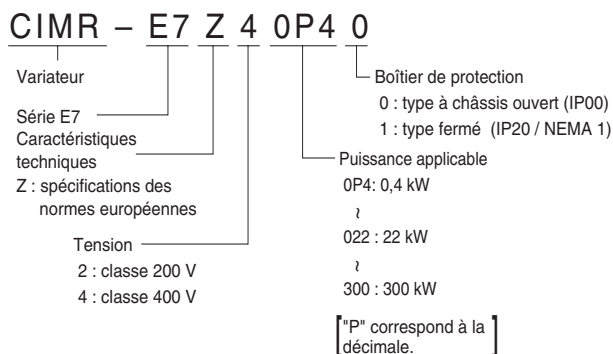 CIMR – E7 Z 4 0P4 0
Variateur
Série E7
Caractéristiques
techniques
Z : spécifications des
normes européennes
Tension
2 : classe 200 V
4 : classe 400 V
Boîtier de protection
0 : type à châssis ouvert (IP00)
1 : type fermé (IP20 / NEMA 1)
Puissance applicable
0P4: 0,4 kW
~
022 : 22 kW
~
300 : 300 kW
["P" correspond à la
décimale.]